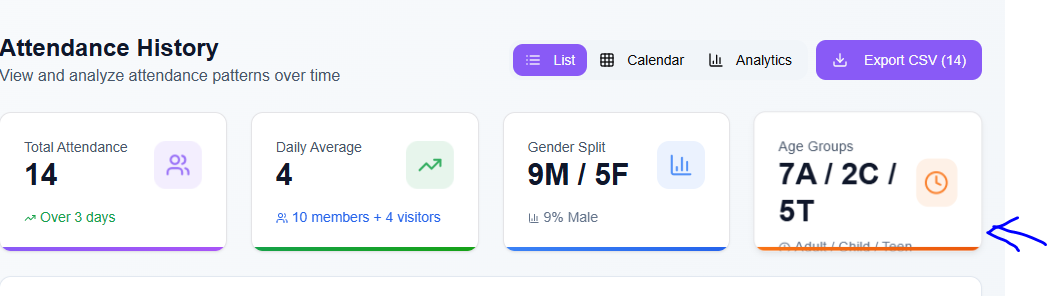 Attendance History
View and analyze attendance patterns over time
List
Calendar
Analytics
Export CSV (14)
Total Attendance
14
Over 3 days
Daily Average
4
10 members + 4 visitors
Gender Split
9M / 5F
9% Male
Age Groups
7A / 2C /
5T
Adult / Child / Teen